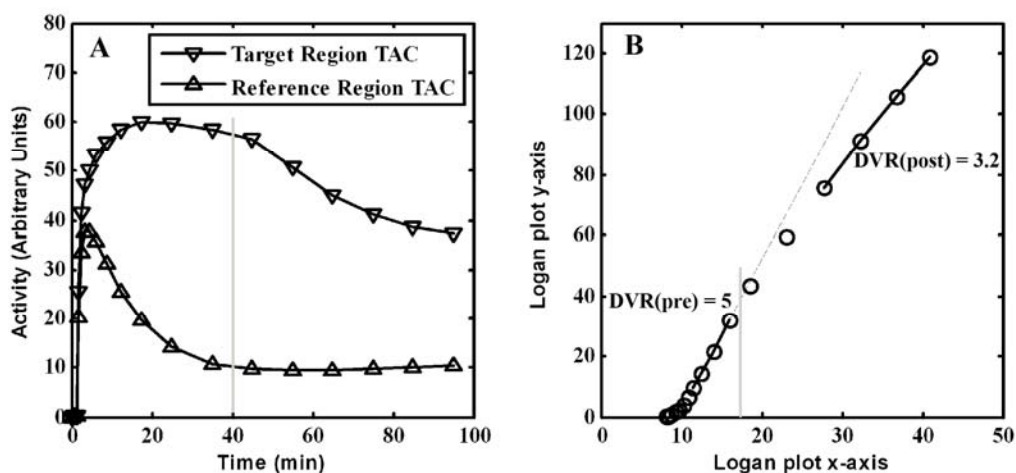 A
Target Region TAC
Reference Region TAC
80
70
60
50
40
30
20
10
0
Activity (Arbitrary Units)
0 20 40 60 80 100
Time (min)
B
120
100
80
60
40
20
0
Logan plot y-axis
DVR(post) = 3.2
DVR(pre) = 5
0 10 20 30 40 50
Logan plot x-axis